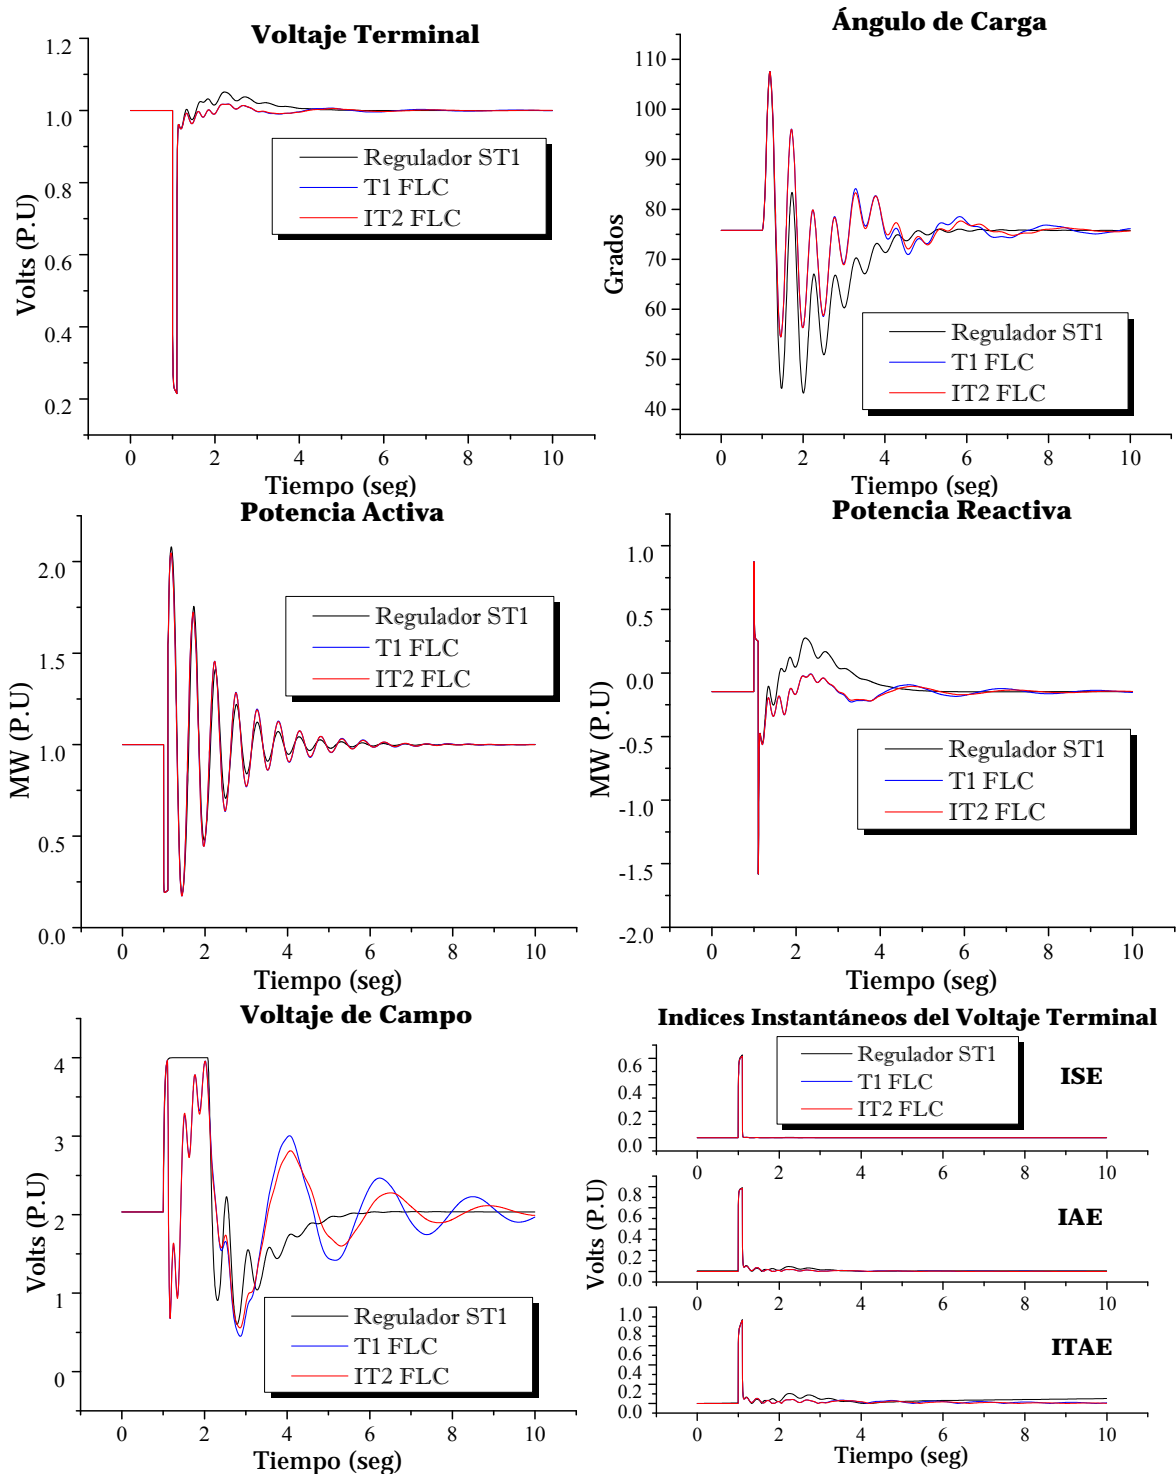 Voltaje Terminal
1.2
1.0
0.8
0.6
0.4
0.2
Volts (P.U)
Regulador ST1
T1 FLC
IT2 FLC
0 2 4 6 8 10
Tiempo (seg)
Ángulo de Carga
110
100
90
80
70
60
50
40
Grados
Regulador ST1
T1 FLC
IT2 FLC
0 2 4 6 8 10
Tiempo (seg)
Potencia Activa
2.0
1.5
1.0
0.5
0.0
MW (P.U)
Regulador ST1
T1 FLC
IT2 FLC
0 2 4 6 8 10
Tiempo (seg)
Potencia Reactiva
1.0
0.5
0.0
-0.5
-1.0
-1.5
-2.0
MW (P.U)
Regulador ST1
T1 FLC
IT2 FLC
0 2 4 6 8 10
Tiempo (seg)
Voltaje de Campo
4
3
2
1
0
Volts (P.U)
Regulador ST1
T1 FLC
IT2 FLC
0 2 4 6 8 10
Tiempo (seg)
Indices Instantáneos del Voltaje Terminal
Regulador ST1
T1 FLC
IT2 FLC
ISE
0.6
0.4
0.2
0.0
0 2 4 6 8 10
IAE
0.8
0.6
0.4
0.2
0.0
Volts (P.U)
0 2 4 6 8 10
ITAE
1.0
0.8
0.6
0.4
0.2
0.0
0 2 4 6 8 10
Tiempo (seg)